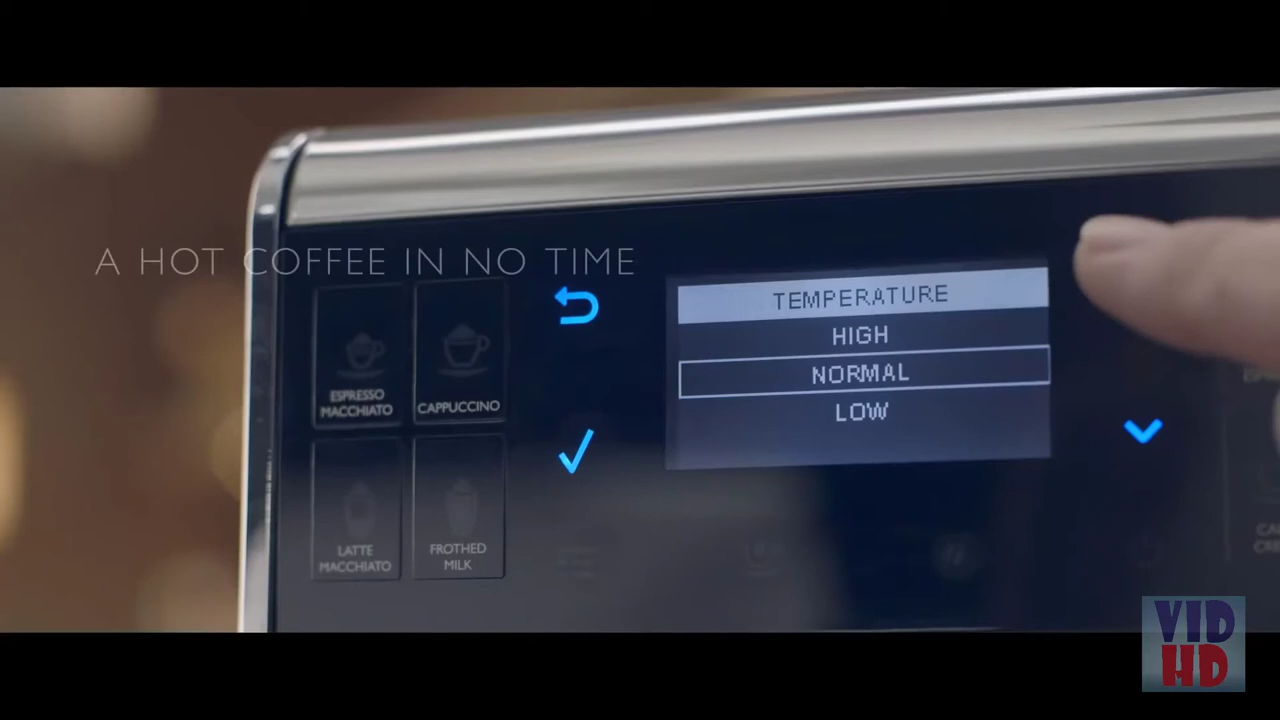 A HOT COFFEE IN NO TIME
TEMPERATURE
HIGH
NORMAL
LOW
ESPRESSO
MACCHIATO
CAPPUCCINO
LATTE
MACCHIATO
FROTHED
MILK
VID
HD